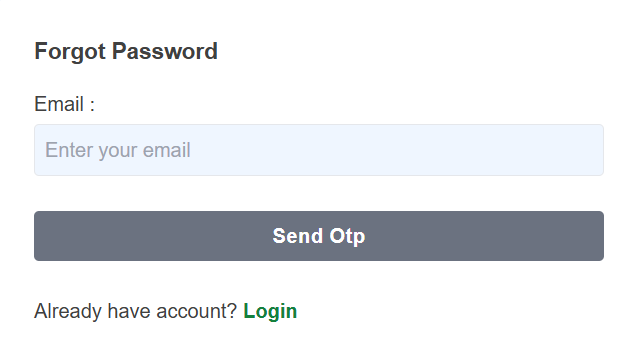 Forgot Password
Email :
Enter your email
Send Otp
Already have account? Login